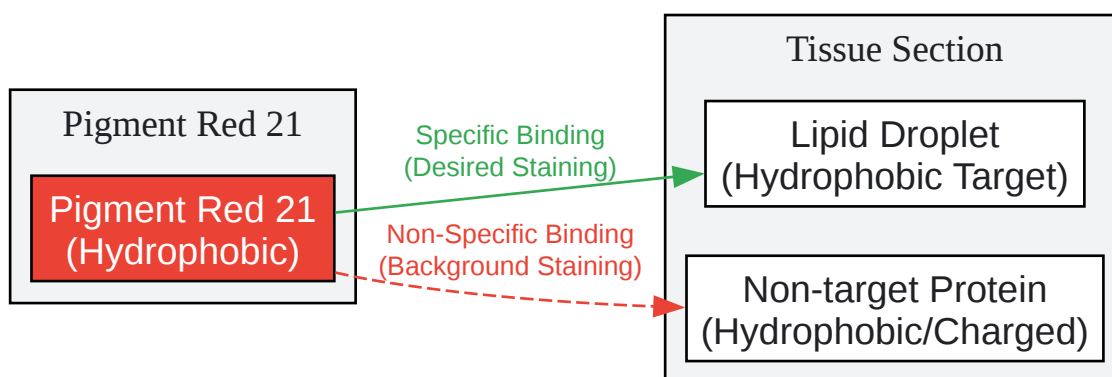 Pigment Red 21
Pigment Red 21
(Hydrophobic)
Specific Binding
(Desired Staining)
Non-Specific Binding
(Background Staining)
Tissue Section
Lipid Droplet
(Hydrophobic Target)
Non-target Protein
(Hydrophobic/Charged)